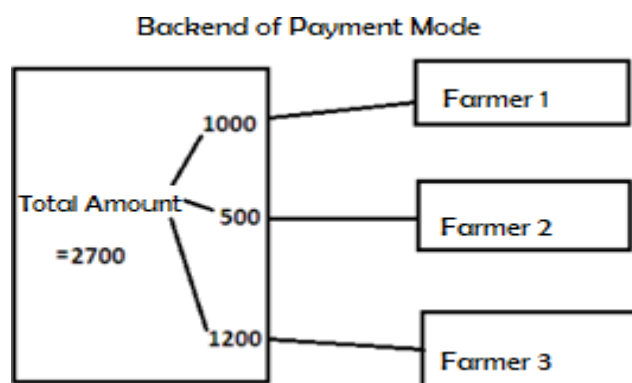 Backend of Payment Mode
1000
Farmer 1
Total Amount
500
Farmer 2
=2700
1200
Farmer 3